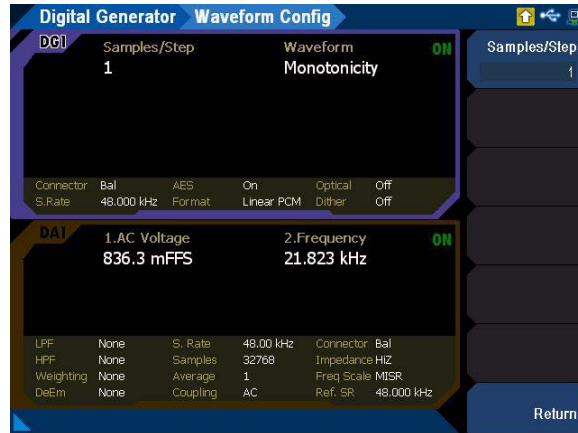 Digital Generator Waveform Config
DG1 Samples/Step Waveform ON
1 Monotonicity
Connector Bal AES On Optical Off
S.Rate 48.000 kHz Format Linear PCM Dither Off
DA1 1.AC Voltage 2.Frequency ON
836.3 mFFS 21.823 kHz
LPF None S. Rate 48.00 kHz Connector Bal
HPF None Samples 32768 Impedance HiZ
Weighting None Average 1 Freq Scale MISR
DeEm None Coupling AC Ref. SR 48.000 kHz
Samples/Step
1
Return